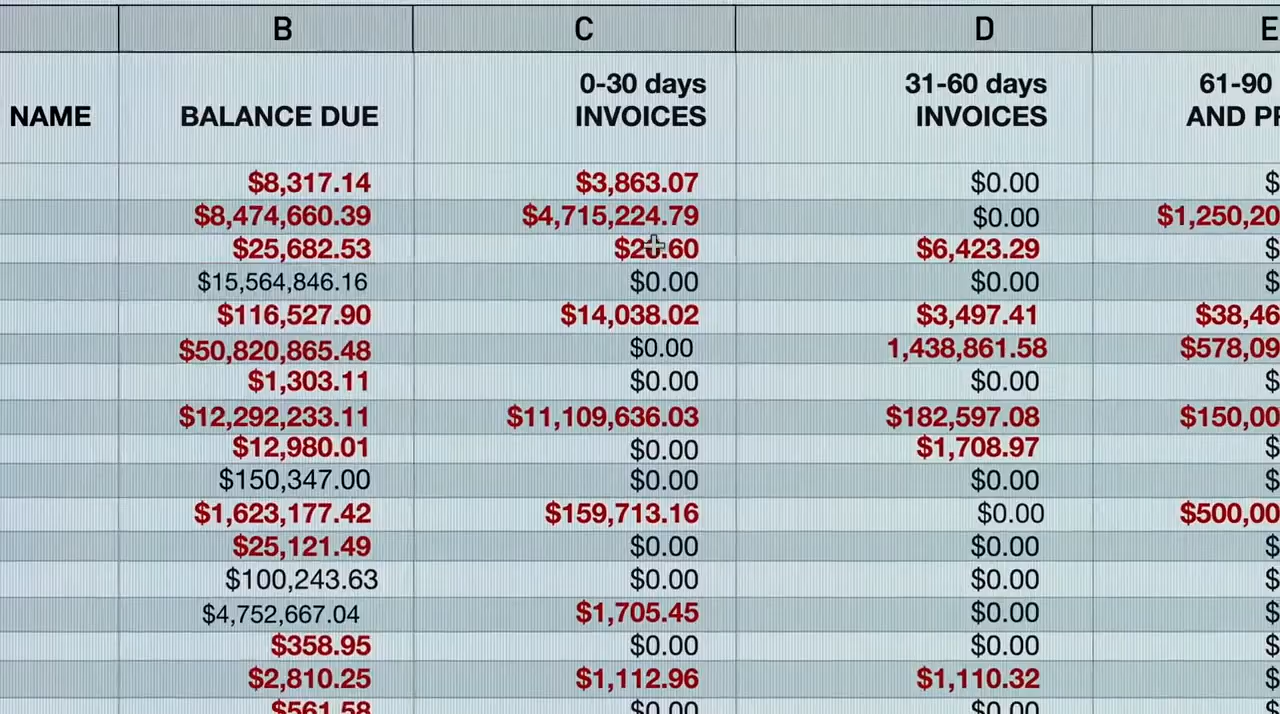 B C D E
0-30 days 31-60 days 61-90
NAME BALANCE DUE INVOICES INVOICES AND
$8,317.14 $3,863.07 $0.00 $
$8,474,660.39 $4,715,224.79 $0.00 $1,250,20
$25,682.53 $6,423.29 $
$15,564,846.16 $0.00 $0.00 $
$116,527.90 $14,038.02 $3,497.41 $38,46
$50,820,865.48 $0.00 1,438,861.58 $578,09
$1,303.11 $0.00 $0.00 $
$12,292,233.11 $11,109,636.03 $182,597.08 $150,00
$12,980.01 $0.00 $1,708.97 $
$150,347.00 $0.00 $0.00 $
$1,623,177.42 $159,713.16 $0.00 $500,00
$25,121.49 $0.00 $0.00 $
$100,243.63 $0.00 $0.00 $
$4,752,667.04 $1,705.45 $0.00 $
$358.95 $0.00 $0.00 $
$2,810.25 $1,112.96 $1,110.32 $
$561.58 $0.00 $0.00 $